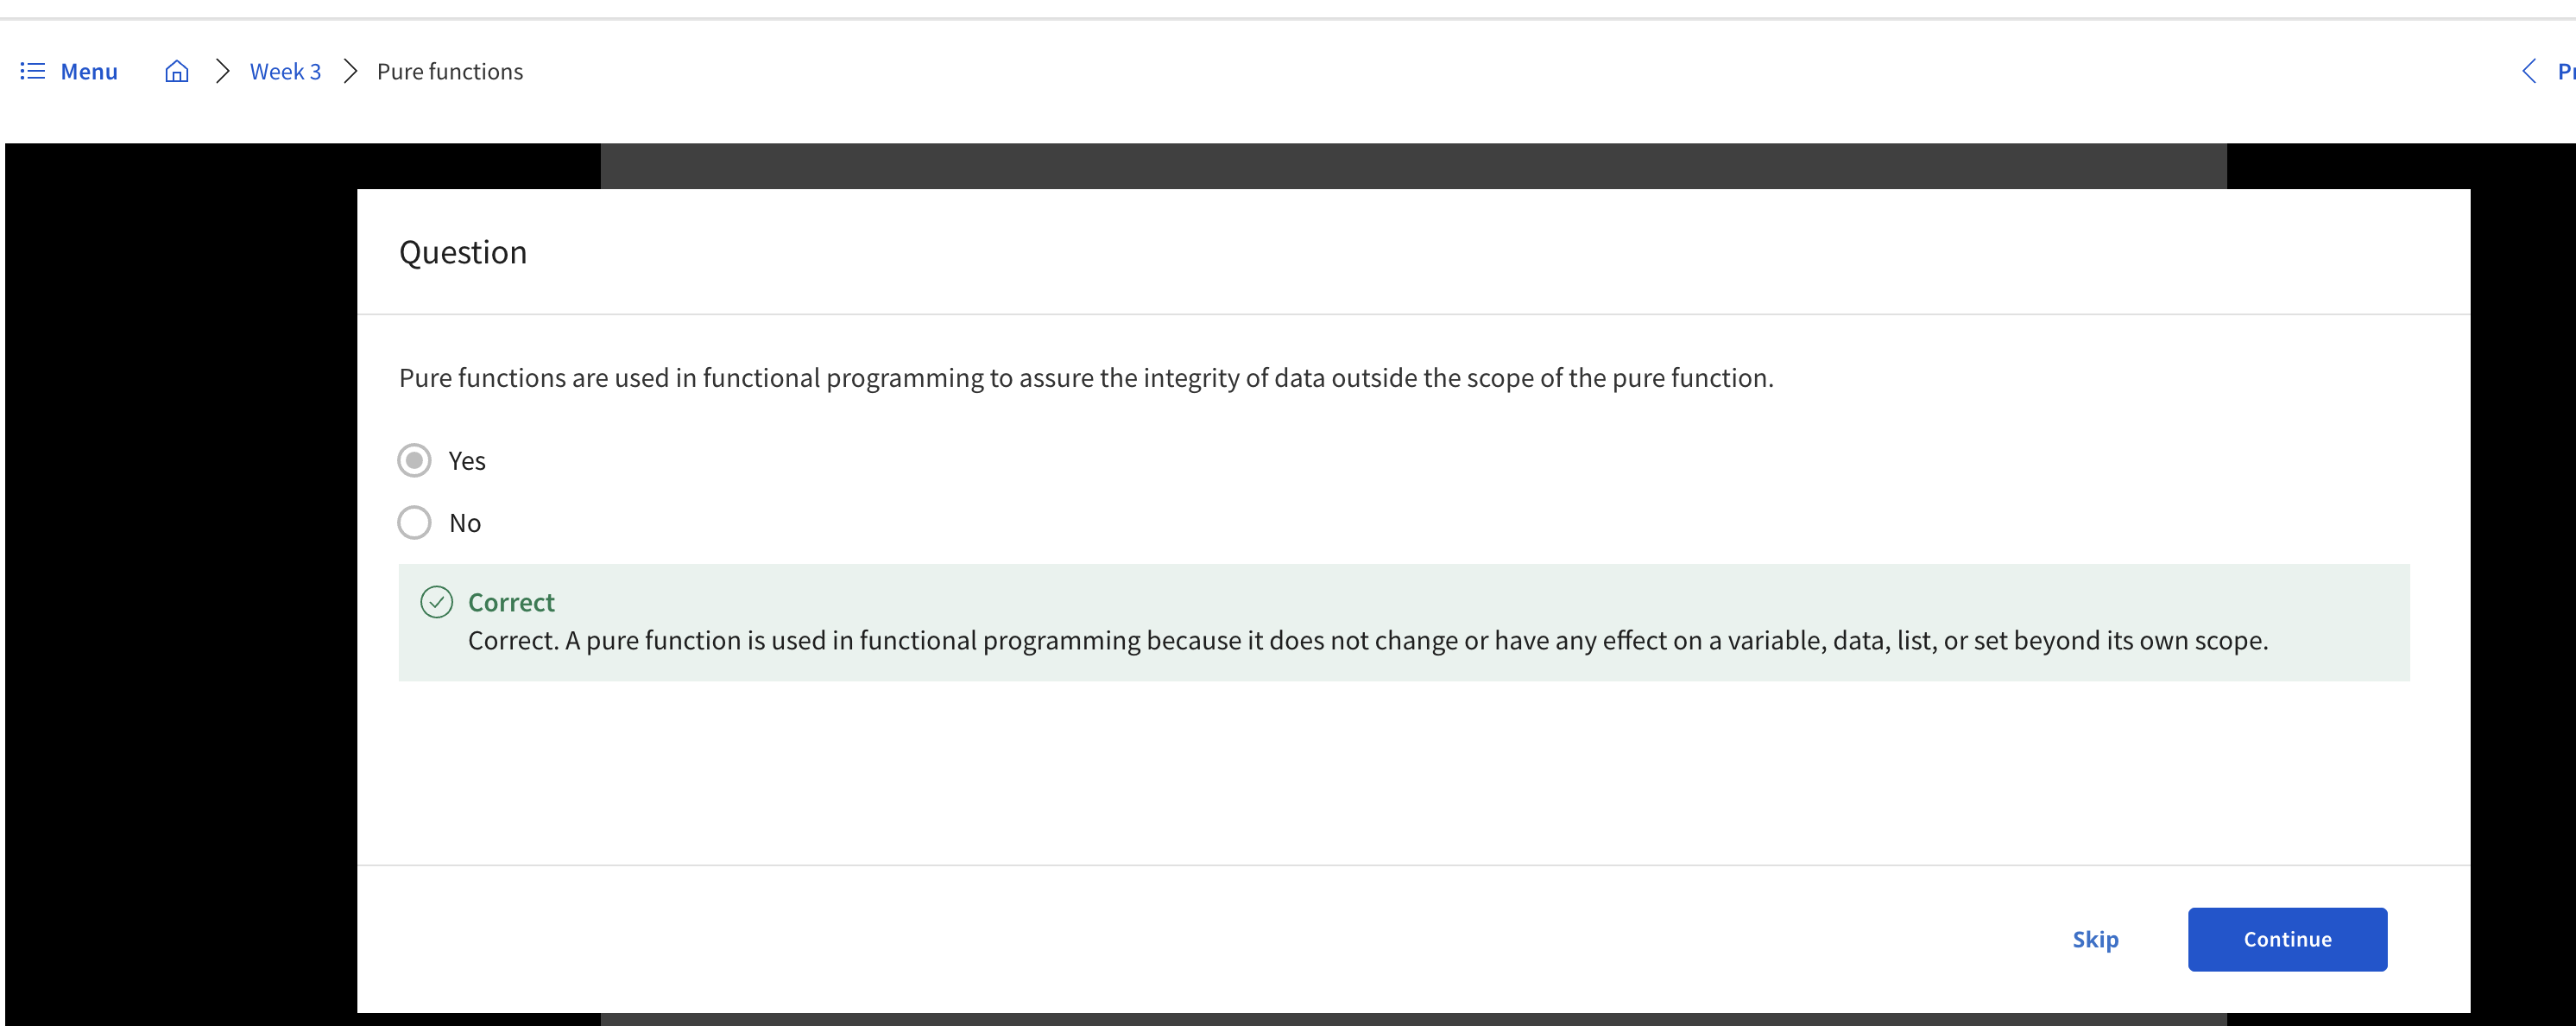 Menu Week 3 Pure functions
Question
Pure functions are used in functional programming to assure the integrity of data outside the scope of the pure function.
Yes
No
Correct
Correct. A pure function is used in functional programming because it does not change or have any effect on a variable, data, list, or set beyond its own scope.
Skip Continue